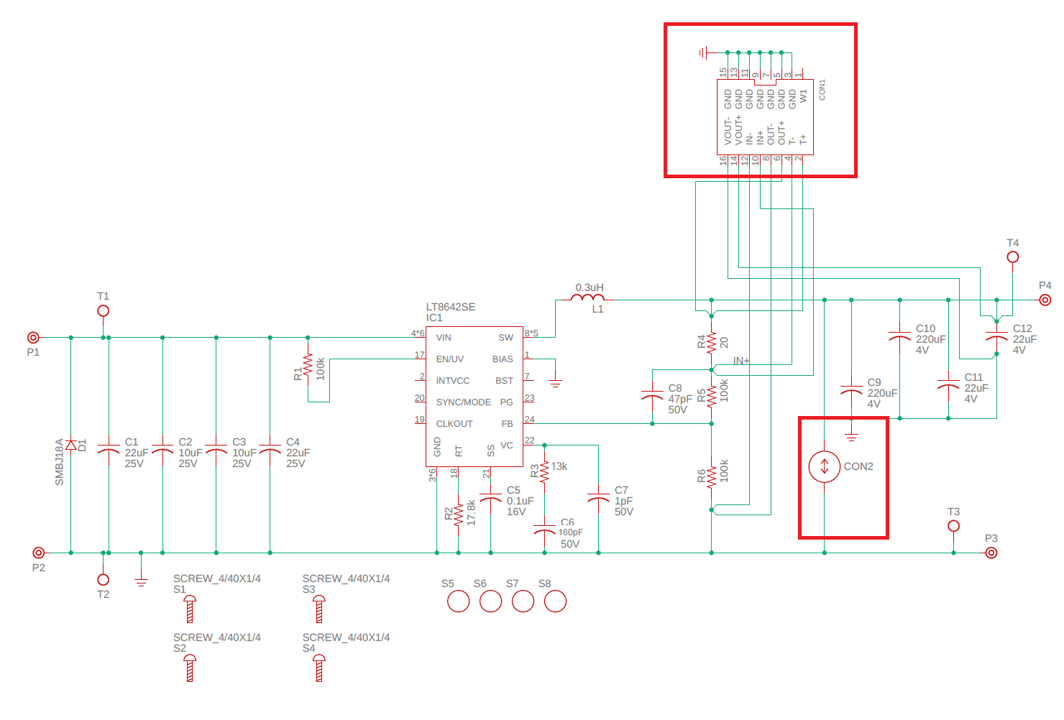 15
13
11
9
7
5
3
1
GND
GND
GND
GND
GND
GND
GND
W1
CON1
VOUT-
VOUT+
IN-
IN+
OUT-
OUT+
T-
T+
16
14
12
10
8
6
4
2
T4
P4
T1
P1
LT8642SE
IC1
0.3uH
L1
4*6
VIN
SW
8*5
17
EN/UV
BIAS
1
2
INTVCC
BST
7
20
SYNC/MODE
PG
23
19
CLKOUT
FB
24
VC
22
GND
RT
SS
3*6
18
21
R1
100k
R4
20
IN+
R5
100k
R6
100k
C8
47pF
50V
C10
220uF
4V
C12
22uF
4V
C9
220uF
4V
C11
22uF
4V
SMBJ18A
D1
C1
22uF
25V
C2
10uF
25V
C3
10uF
25V
C4
22uF
25V
R2
17.8k
C5
0.1uF
16V
R3
13k
C6
180pF
50V
C7
1pF
50V
CON2
T3
P3
P2
T2
SCREW_4/40X1/4
S1
SCREW_4/40X1/4
S3
S5
S6
S7
S8
SCREW_4/40X1/4
S2
SCREW_4/40X1/4
S4